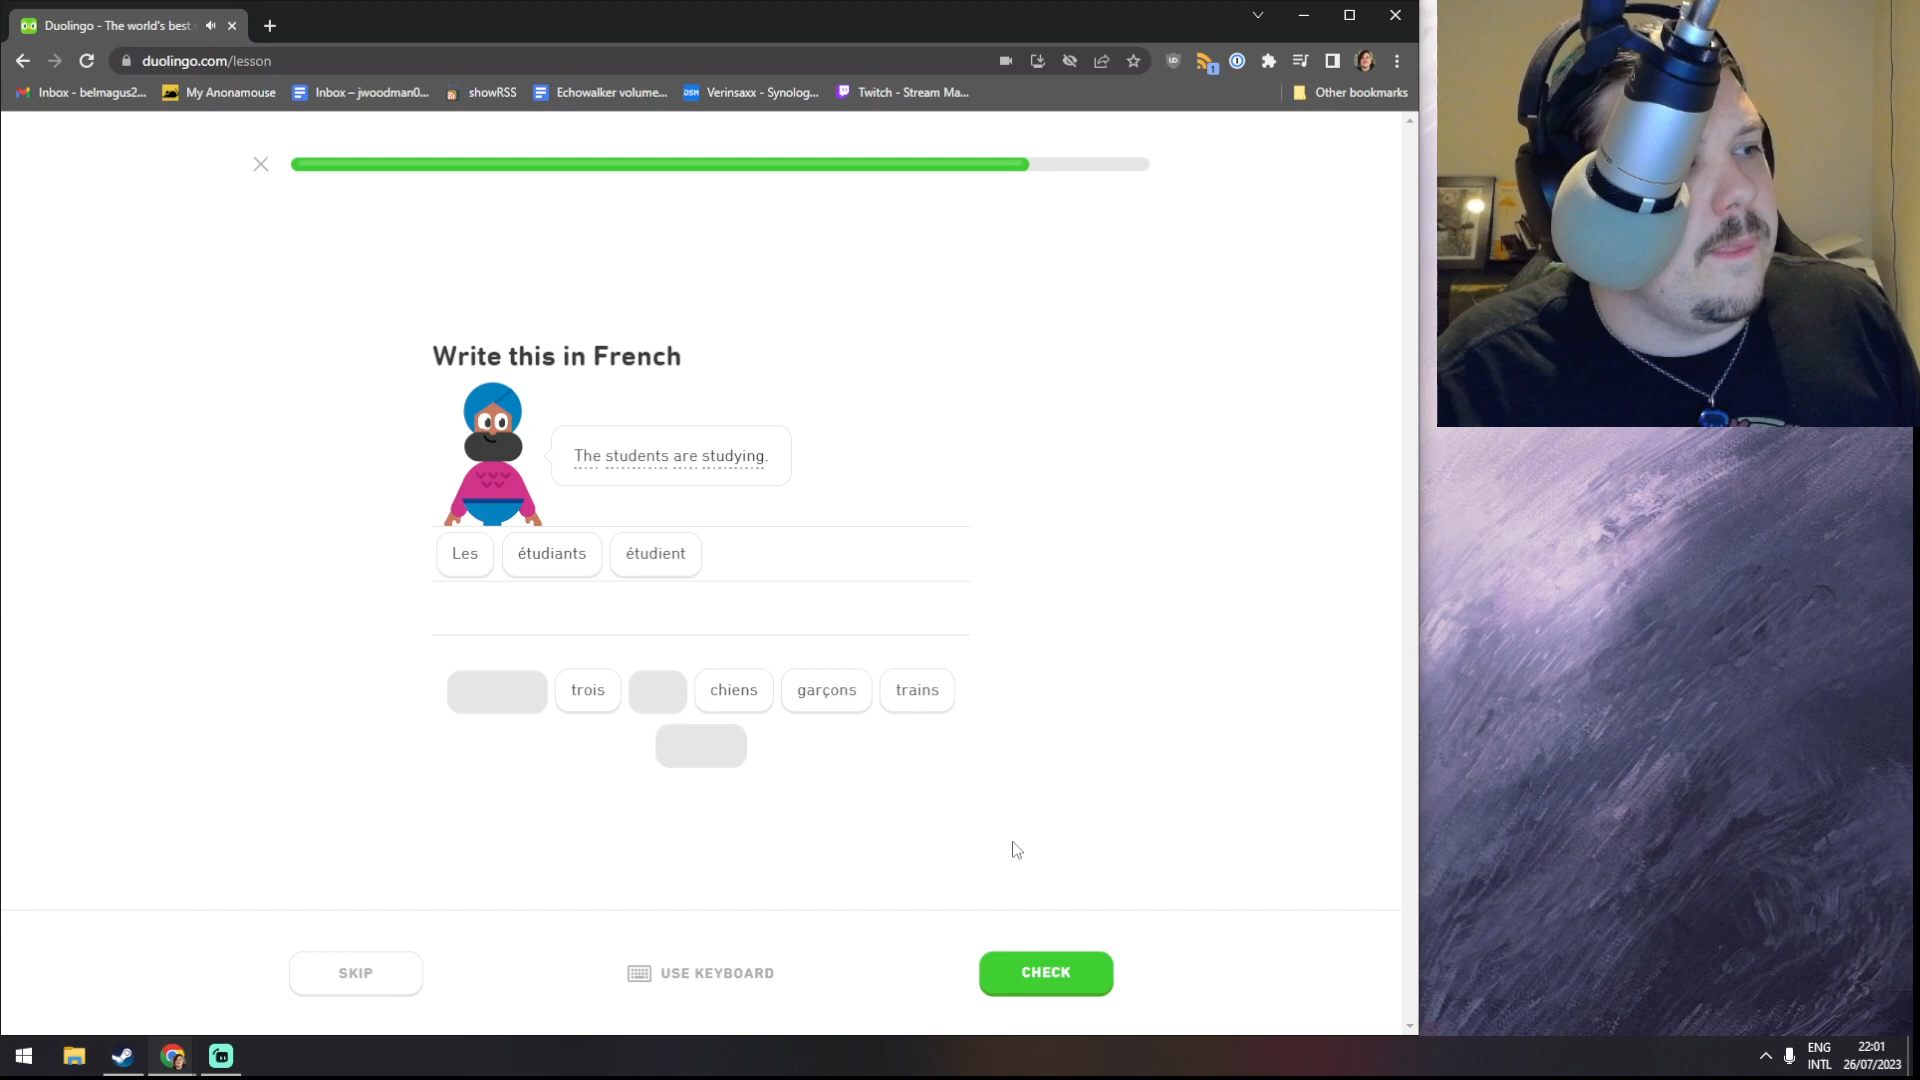 Duolingo - The world's best
duolingo.com/lesson
1
Inbox - belmagus2...
My Anonamouse
Inbox – jwoodman0...
showRSS
Echowalker volume...
DSM
Verinsaxx - Synolog...
Twitch - Stream Ma...
Other bookmarks
Write this in French
The students are studying.
Les étudiants étudient
trois chiens garçons trains
SKIP
USE KEYBOARD
CHECK
ENG
INTL
22:01
26/07/2023